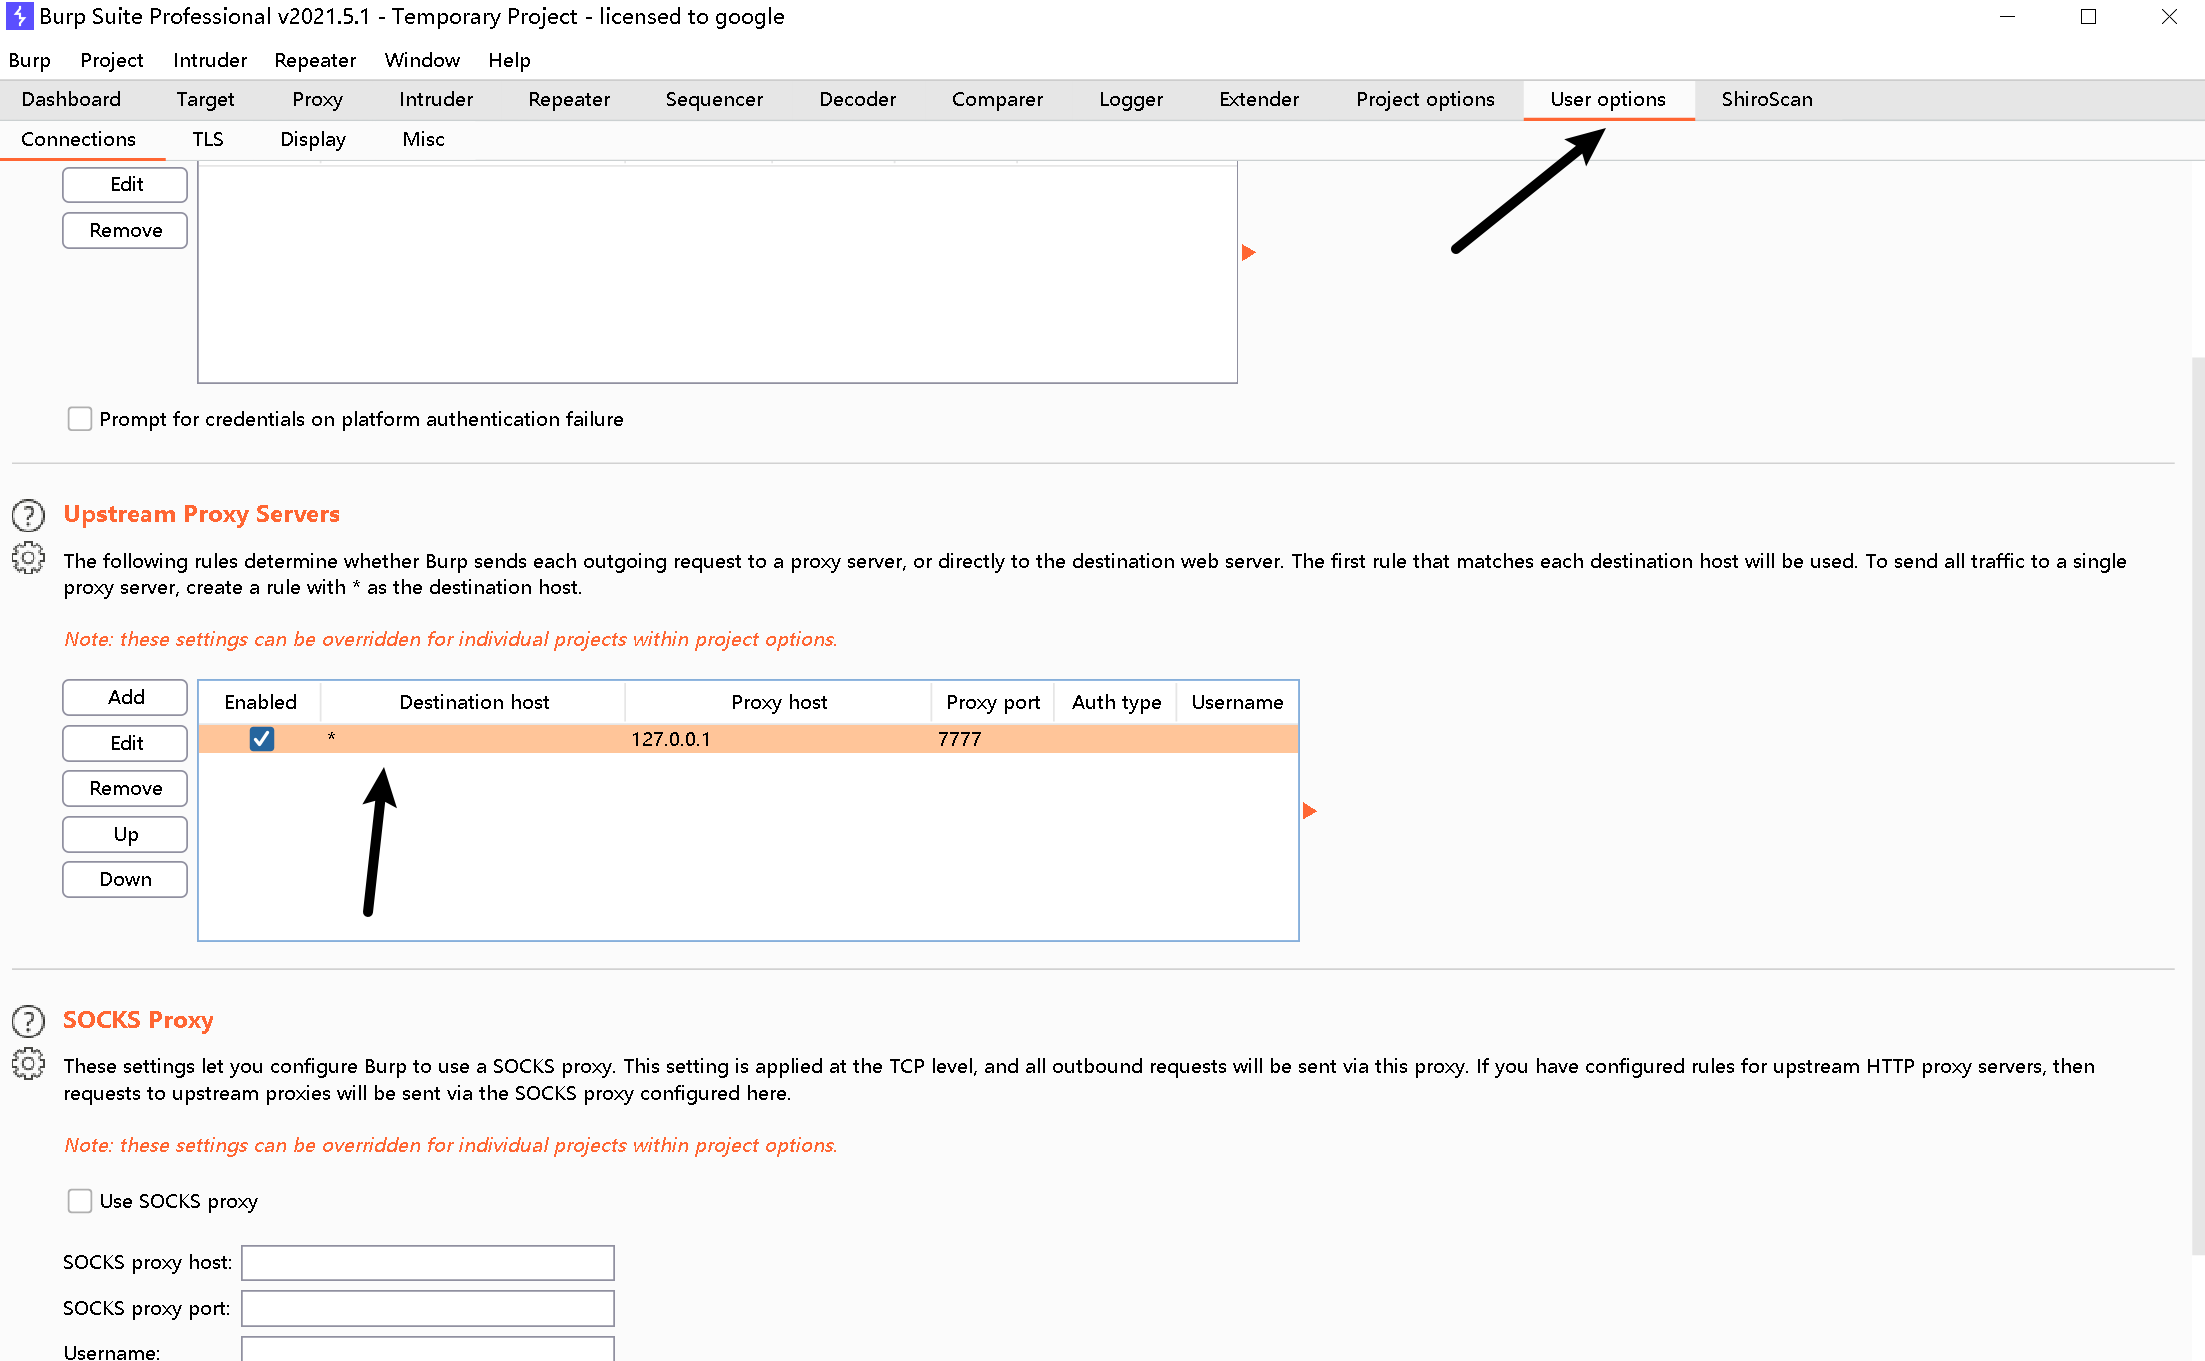 Burp Suite Professional v2021.5.1 - Temporary Project - licensed to google
Burp Project Intruder Repeater Window Help
Dashboard Target Proxy Intruder Repeater Sequencer Decoder Comparer Logger Extender Project options User options ShiroScan
Connections TLS Display Misc
Edit
Remove
Prompt for credentials on platform authentication failure
Upstream Proxy Servers
The following rules determine whether Burp sends each outgoing request to a proxy server, or directly to the destination web server. The first rule that matches each destination host will be used. To send all traffic to a single
proxy server, create a rule with * as the destination host.
Note: these settings can be overridden for individual projects within project options.
Add
Edit
Remove
Up
Down
Enabled Destination host Proxy host Proxy port Auth type Username
* 127.0.0.1 7777
SOCKS Proxy
These settings let you configure Burp to use a SOCKS proxy. This setting is applied at the TCP level, and all outbound requests will be sent via this proxy. If you have configured rules for upstream HTTP proxy servers, then
requests to upstream proxies will be sent via the SOCKS proxy configured here.
Note: these settings can be overridden for individual projects within project options.
Use SOCKS proxy
SOCKS proxy host:
SOCKS proxy port:
Username: